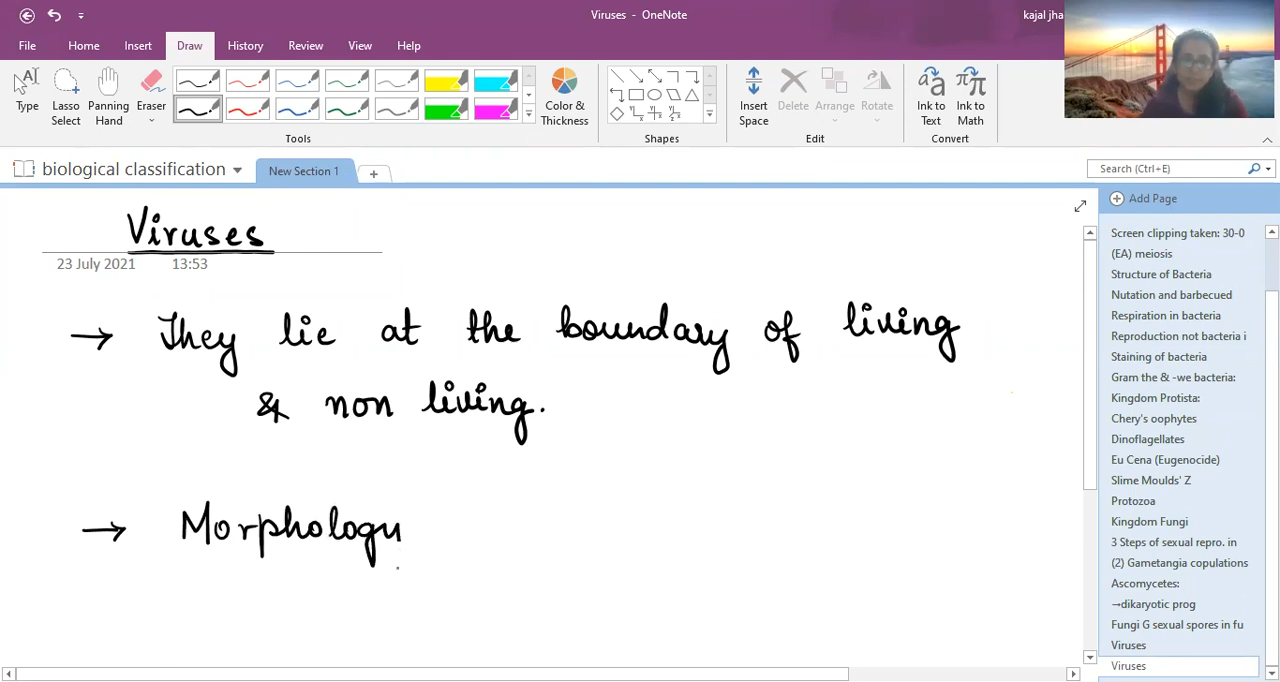 Viruses - OneNote
kajal jha
File Home Insert Draw History Review View Help
Type
Lasso Select
Panning Hand
Eraser
Color & Thickness
Insert Space
Delete
Arrange
Rotate
Ink to Text
Ink to Math
Tools
Shapes
Edit
Convert
biological classification
New Section 1
Search (Ctrl+E)
Viruses
23 July 2021 13:53
→ They lie at the boundary of living
& non living.
→ Morphology
Add Page
Screen clipping taken: 30-0
(EA) meiosis
Structure of Bacteria
Nutation and barbecued
Respiration in bacteria
Reproduction not bacteria i
Staining of bacteria
Gram the & -we bacteria:
Kingdom Protista:
Chery's oophytes
Dinoflagellates
Eu Cena (Eugenocide)
Slime Moulds' Z
Protozoa
Kingdom Fungi
3 Steps of sexual repro. in
(2) Gametangia copulations
Ascomycetes:
→dikaryotic prog
Fungi G sexual spores in fu
Viruses
Viruses